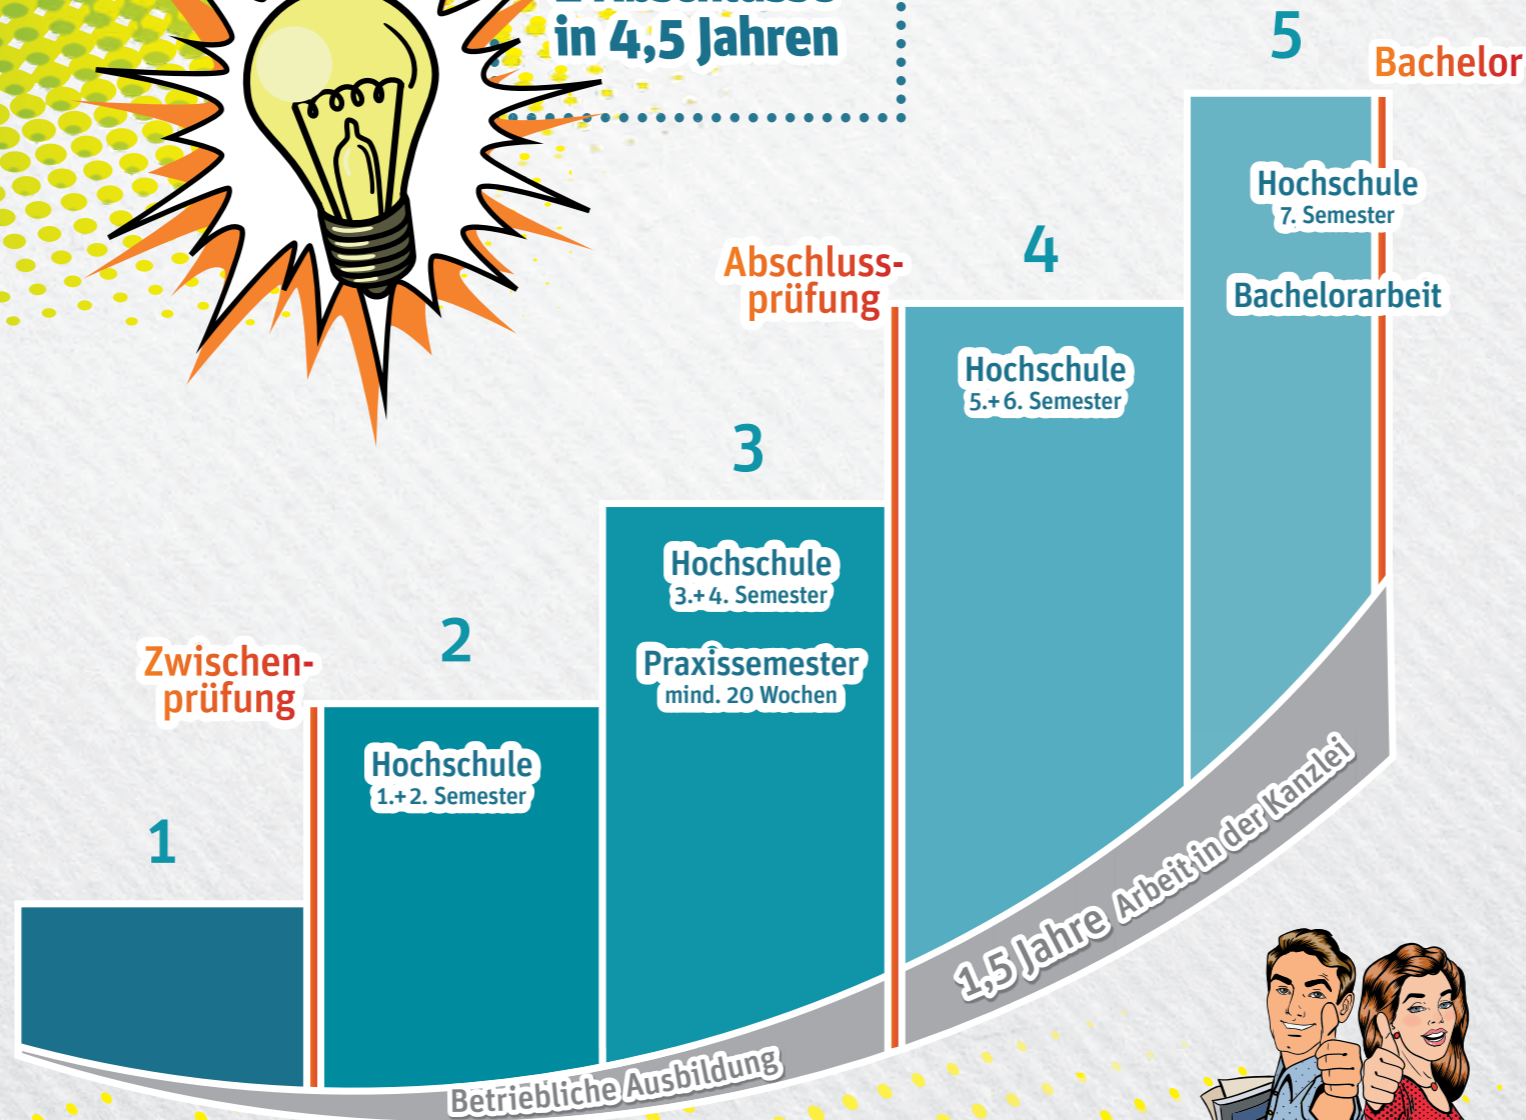 in 4,5 Jahren
5
Bachelor
Hochschule
7. Semester
Bachelorarbeit
4
Abschluss-
prüfung
Hochschule
5.+6. Semester
3
Hochschule
3.+4. Semester
Praxissemester
mind. 20 Wochen
2
Zwischen-
prüfung
Hochschule
1.+2. Semester
1
1,5 Jahre Arbeit in der Kanzlei
Betriebliche Ausbildung